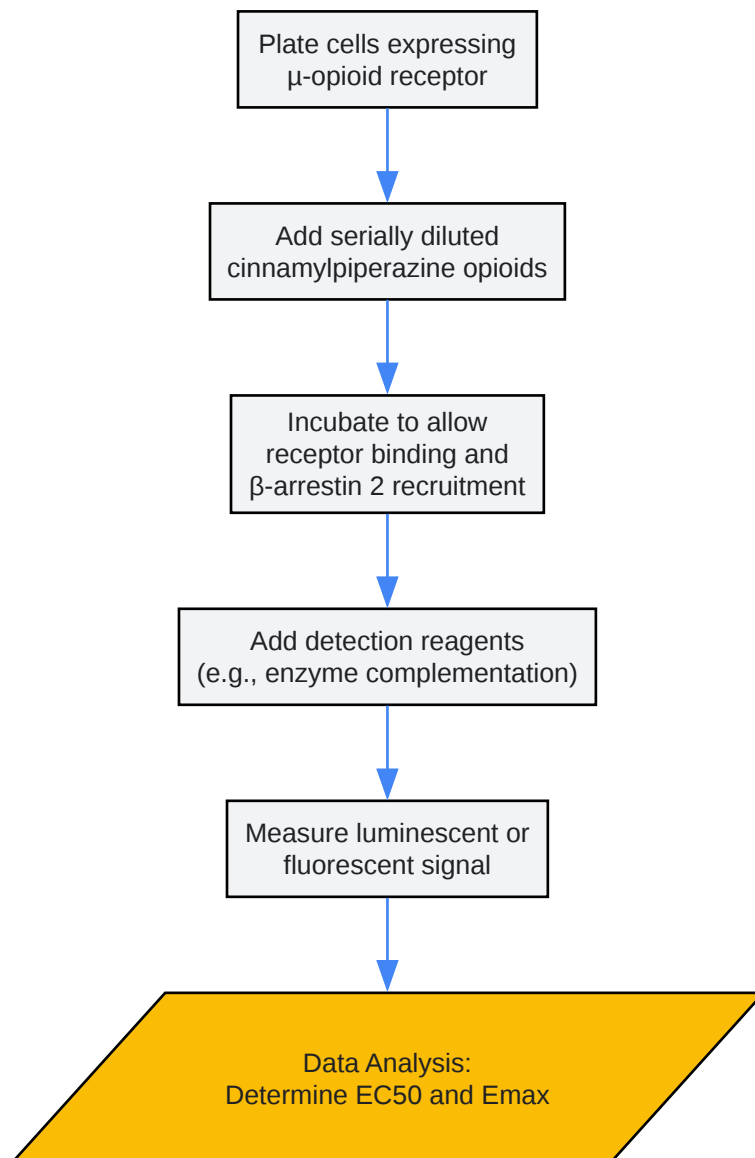 Plate cells expressing
µ-opioid receptor
Add serially diluted
cinnamylpiperazine opioids
Incubate to allow
receptor binding and
β-arrestin 2 recruitment
Add detection reagents
(e.g., enzyme complementation)
Measure luminescent or
fluorescent signal
Data Analysis:
Determine EC50 and Emax